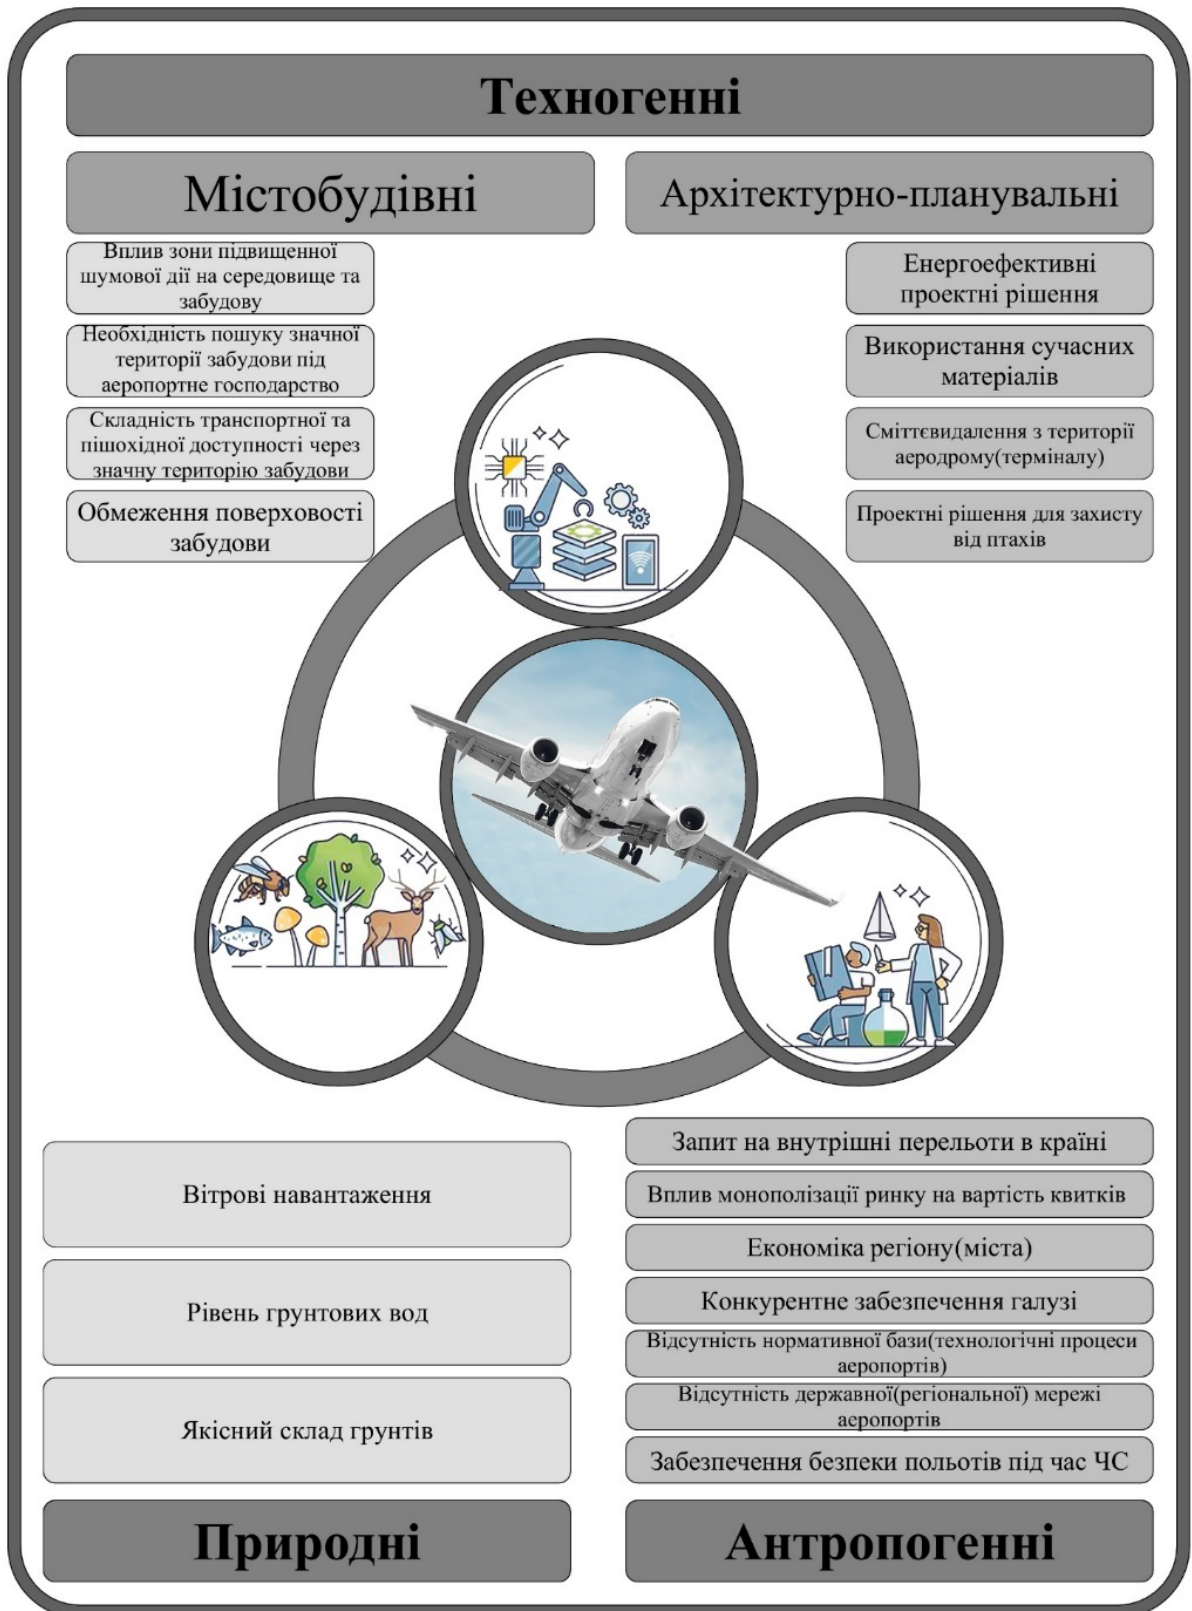 Техногенні
Містобудівні
Вплив зони підвищенної
шумової дії на середовище та
забудову
Необхідність пошуку значної
території забудови під
аеропортне господарство
Складність транспортної та
пішохідної доступності через
значну територію забудови
Обмеження поверховості
забудови
Архітектурно-планувальні
Енергоефективні
проектні рішення
Використання сучасних
матеріалів
Сміттєвидалення з території
аеродрому(терміналу)
Проектні рішення для захисту
від птахів
Вітрові навантаження
Рівень грунтових вод
Якісний склад грунтів
Природні
Запит на внутрішні перельоти в країні
Вплив монополізації ринку на вартість квитків
Економіка регіону(міста)
Конкурентне забезпечення галузі
Відсутність нормативної бази(технологічні процеси
аеропортів)
Відсутність державної(регіональної) мережі
аеропортів
Забезпечення безпеки польотів під час ЧС
Антропогенні